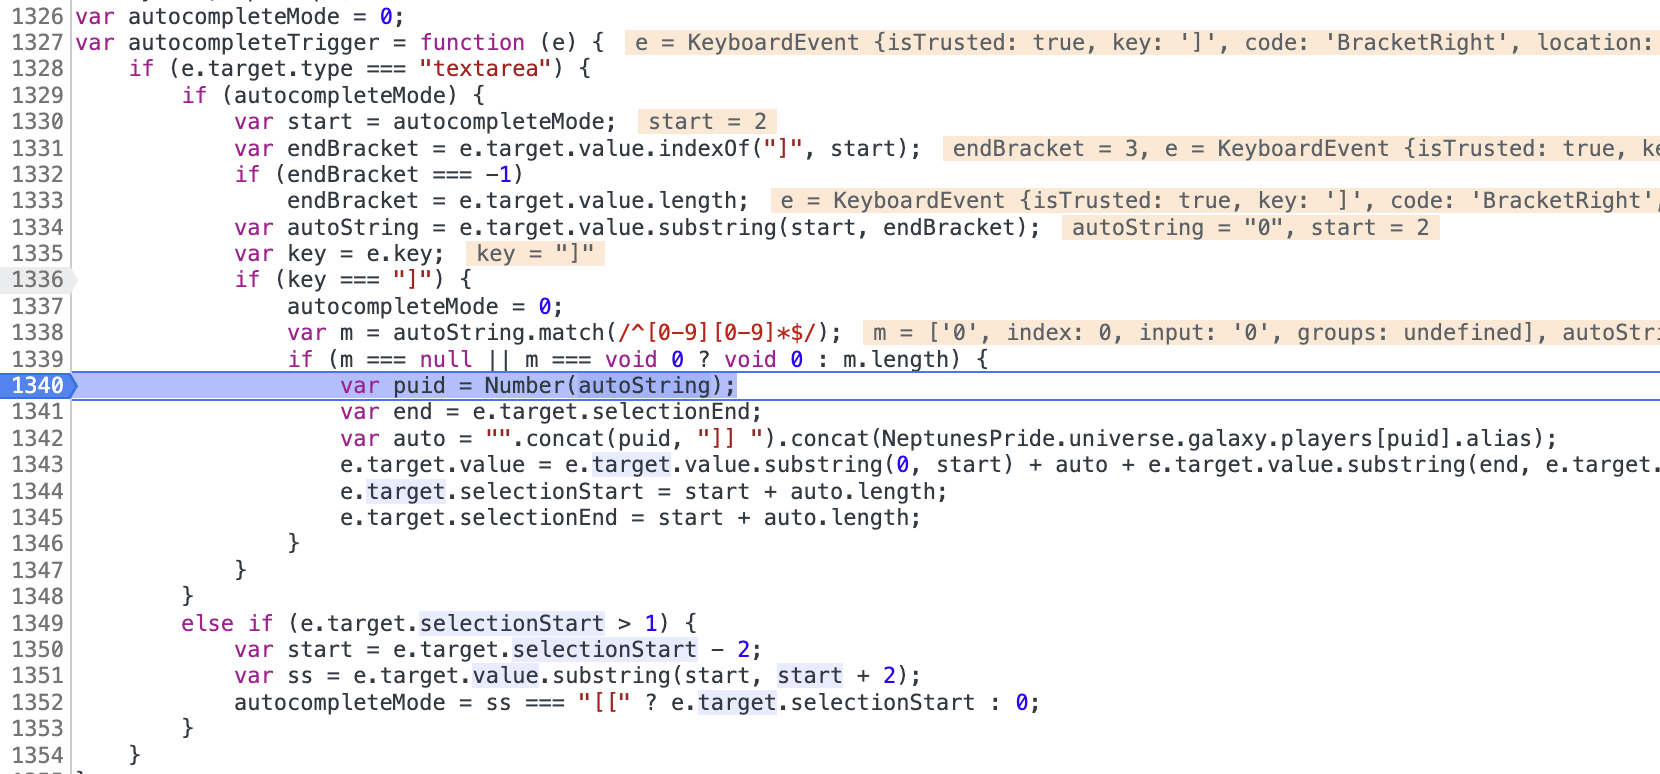 1326 var autocompleteMode = 0;
1327 var autocompleteTrigger = function (e) { e = KeyboardEvent {isTrusted: true, key: ']', code: 'BracketRight', location:
1328 if (e.target.type === "textarea") {
1329 if (autocompleteMode) {
1330 var start = autocompleteMode; start = 2
1331 var endBracket = e.target.value.indexOf("]", start); endBracket = 3, e = KeyboardEvent {isTrusted: true, ke
1332 if (endBracket === -1)
1333 endBracket = e.target.value.length; e = KeyboardEvent {isTrusted: true, key: ']', code: 'BracketRight',
1334 var autoString = e.target.value.substring(start, endBracket); autoString = "0", start = 2
1335 var key = e.key; key = "]"
1336 if (key === "]") {
1337 autocompleteMode = 0;
1338 var m = autoString.match(/^[0-9][0-9]*$/); m = ['0', index: 0, input: '0', groups: undefined], autoStri
1339 if (m === null || m === void 0 ? void 0 : m.length) {
1340 var puid = Number(autoString);
1341 var end = e.target.selectionEnd;
1342 var auto = "".concat(puid, "]] ").concat(NeptunesPride.universe.galaxy.players[puid].alias);
1343 e.target.value = e.target.value.substring(0, start) + auto + e.target.value.substring(end, e.target.
1344 e.target.selectionStart = start + auto.length;
1345 e.target.selectionEnd = start + auto.length;
1346 }
1347 }
1348 }
1349 else if (e.target.selectionStart > 1) {
1350 var start = e.target.selectionStart - 2;
1351 var ss = e.target.value.substring(start, start + 2);
1352 autocompleteMode = ss === "[[" ? e.target.selectionStart : 0;
1353 }
1354 }